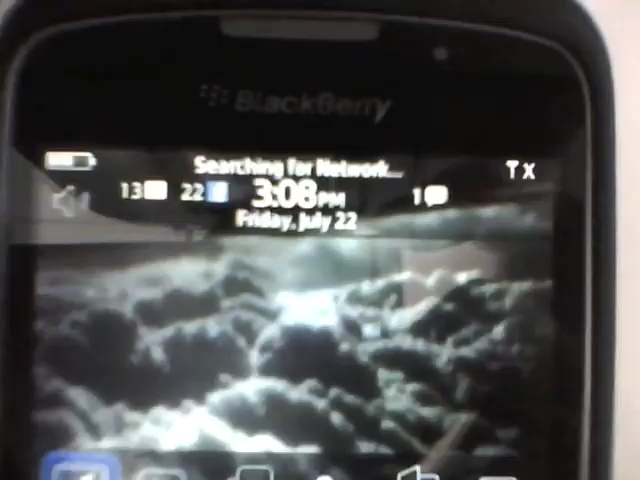 BlackBerry
Searching for Network...
13 22 3:08PM 1
Friday, July 22